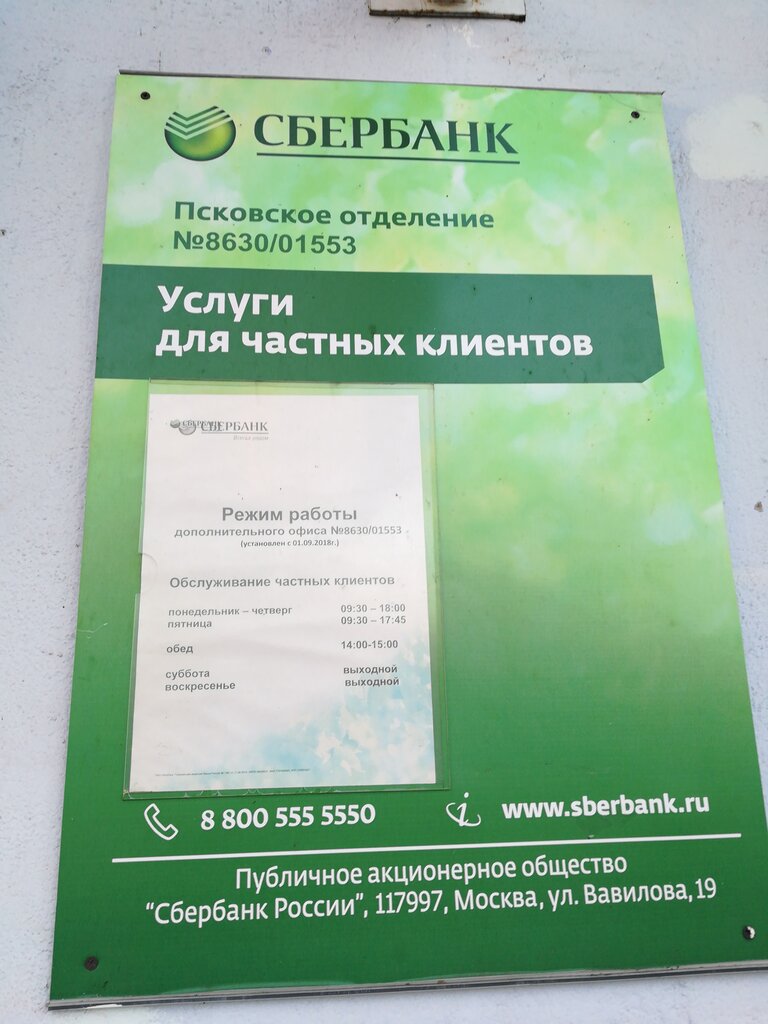 СБЕРБАНК
Псковское отделение
№8630/01553
Услуги
для частных клиентов
СБЕРБАНК
СБЕРБАНК
Всегда рядом
Режим работы
дополнительного офиса №8630/01553
(установлен с 01.09.2018г.)
Обслуживание частных клиентов
понедельник – четверг 09:30 – 18:00
пятница 09:30 – 17:45
обед 14:00-15:00
суббота выходной
воскресенье выходной
8 800 555 5550 www.sberbank.ru
Публичное акционерное общество
"Сбербанк России", 117997, Москва, ул. Вавилова, 19